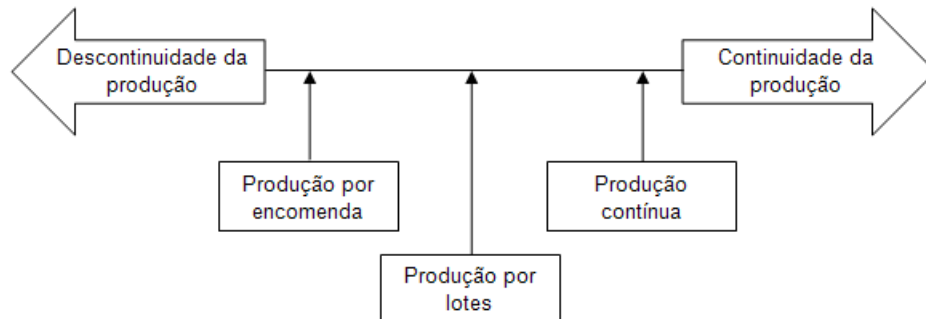 Descontinuidade da
produção
Continuidade da
produção
Produção por
encomenda
Produção
contínua
Produção por
lotes